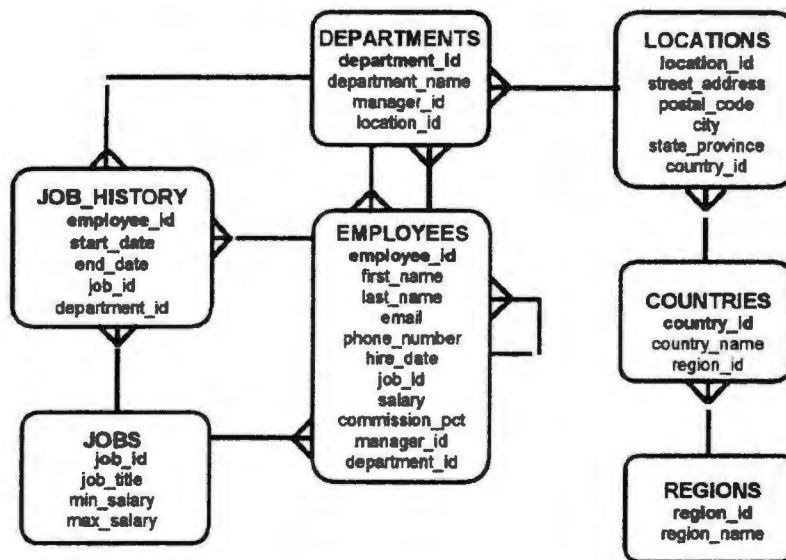 DEPARTMENTS
department_id
department_name
manager_id
location_id
LOCATIONS
location_id
street_address
postal_code
city
state_province
country_id
JOB_HISTORY
employee_id
start_date
end_date
job_id
department_id
EMPLOYEES
employee_id
first_name
last_name
email
phone_number
hire_date
job_id
salary
commission_pct
manager_id
department_id
COUNTRIES
country_id
country_name
region_id
JOBS
job_id
job_title
min_salary
max_salary
REGIONS
region_id
region_name